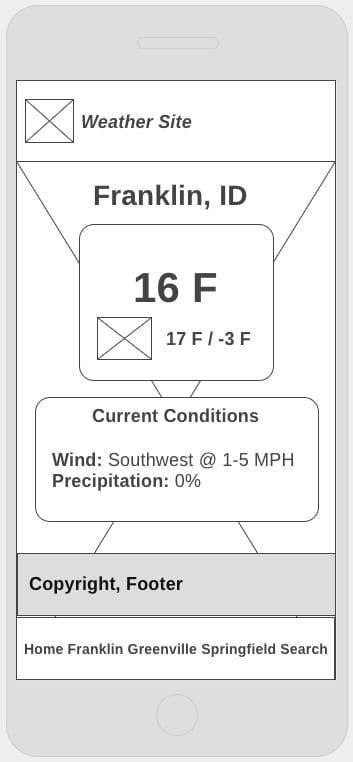 Weather Site
Franklin, ID
16 F
17 F / -3 F
Current Conditions
Wind: Southwest @ 1-5 MPH
Precipitation: 0%
Copyright, Footer
Home Franklin Greenville Springfield Search